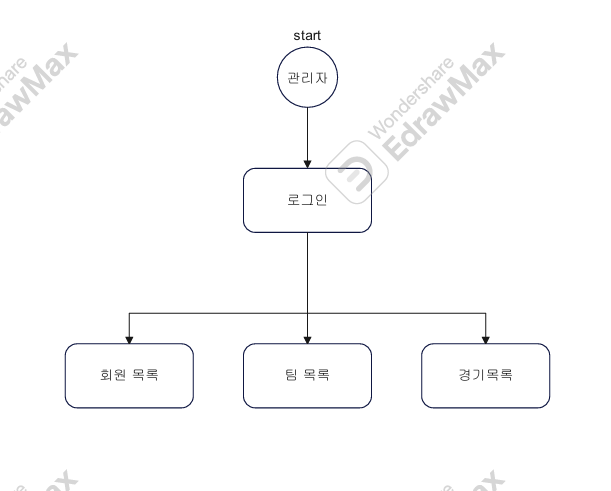 start
관리자
로그인
회원 목록
팀 목록
경기목록
Wondershare
EdrawMax